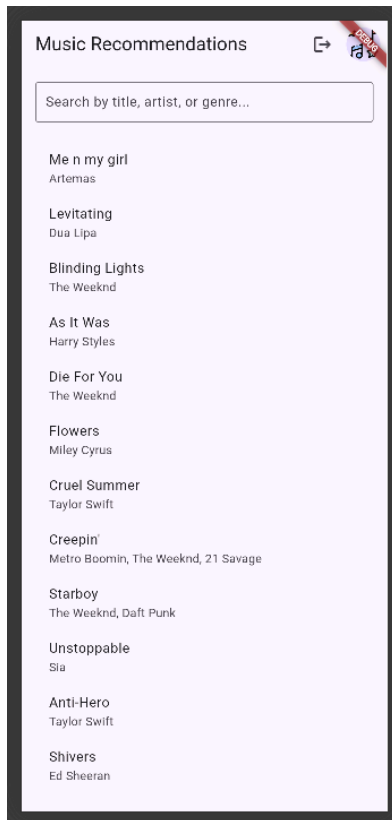 Music Recommendations
DEBUG
Search by title, artist, or genre...
Me n my girl
Artemas
Levitating
Dua Lipa
Blinding Lights
The Weeknd
As It Was
Harry Styles
Die For You
The Weeknd
Flowers
Miley Cyrus
Cruel Summer
Taylor Swift
Creepin'
Metro Boomin, The Weeknd, 21 Savage
Starboy
The Weeknd, Daft Punk
Unstoppable
Sia
Anti-Hero
Taylor Swift
Shivers
Ed Sheeran